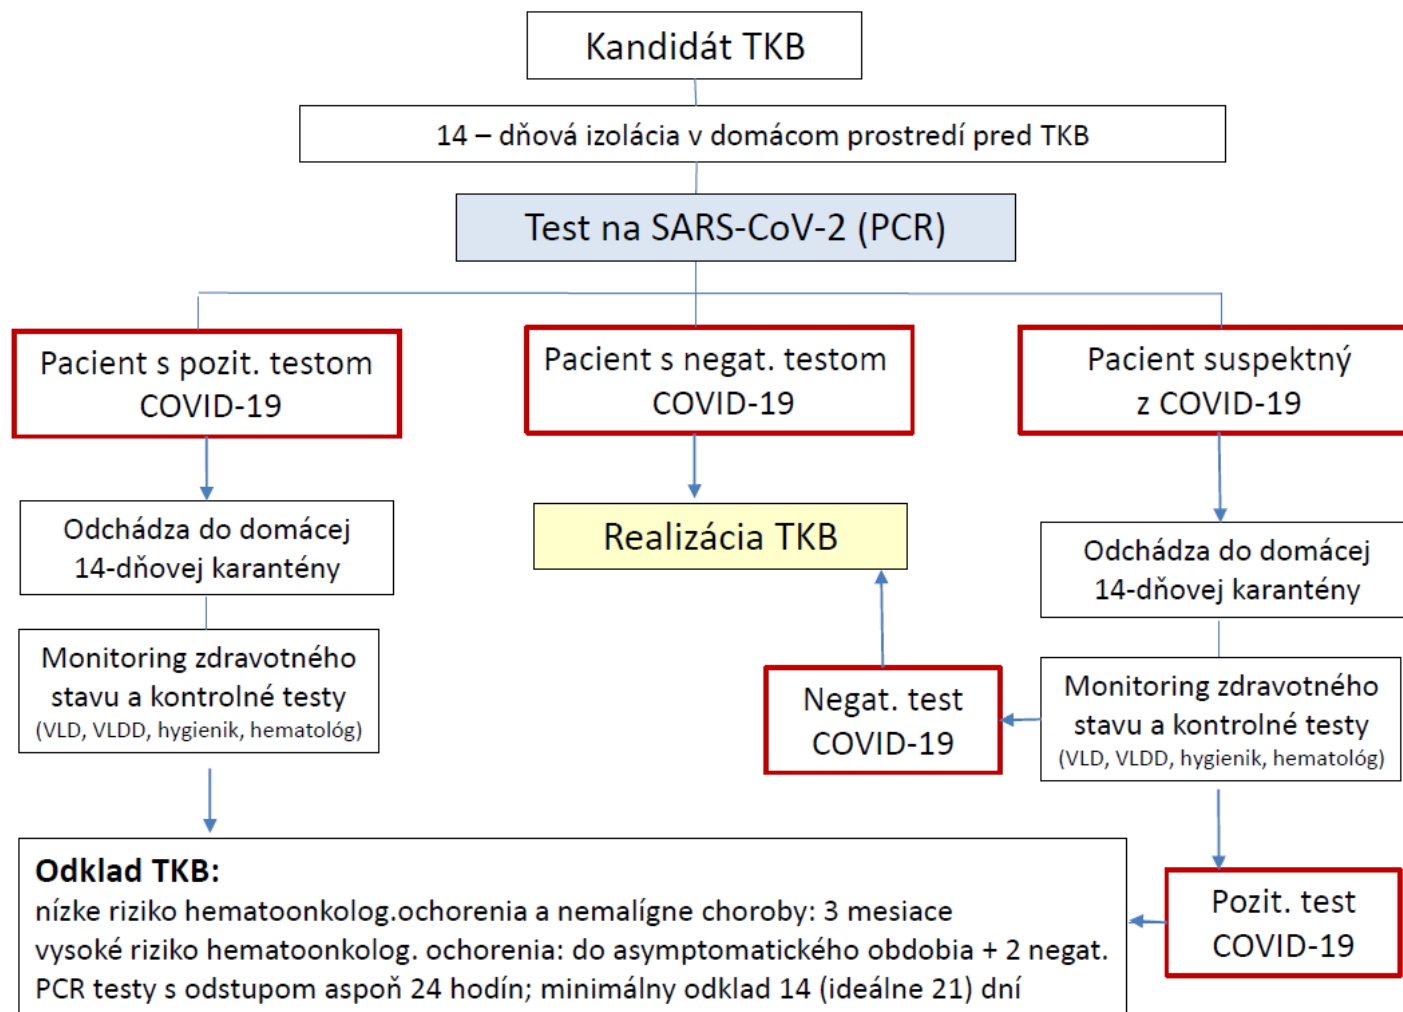 Kandidát TKB
14 – dňová izolácia v domácom prostredí pred TKB
Test na SARS-CoV-2 (PCR)
Pacient s pozit. testom
COVID-19
Pacient s negat. testom
COVID-19
Pacient suspektný
z COVID-19
Odchádza do domácej
14-dňovej karantény
Realizácia TKB
Odchádza do domácej
14-dňovej karantény
Monitoring zdravotného
stavu a kontrolné testy
(VLD, VLDD, hygienik, hematológ)
Negat. test
COVID-19
Monitoring zdravotného
stavu a kontrolné testy
(VLD, VLDD, hygienik, hematológ)
Odklad TKB:
nízke riziko hematoonkolog.ochorenia a nemalígne choroby: 3 mesiace
vysoké riziko hematoonkolog. ochorenia: do asymptomatického obdobia + 2 negat.
PCR testy s odstupom aspoň 24 hodín; minimálny odklad 14 (ideálne 21) dní
Pozit. test
COVID-19